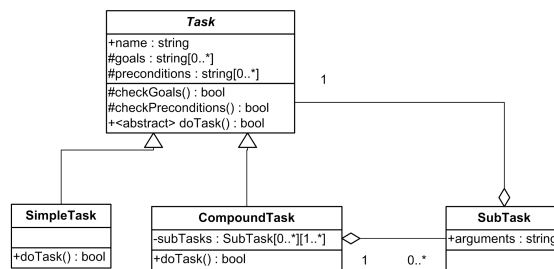 Task
+name : string
#goals : string[0..*]
#preconditions : string[0..*]
#checkGoals() : bool
#checkPreconditions() : bool
+<abstract> doTask() : bool
1
SimpleTask
+doTask() : bool
CompoundTask
-subTasks : SubTask[0..*][1..*]
+doTask() : bool
1
0..*
SubTask
+arguments : string